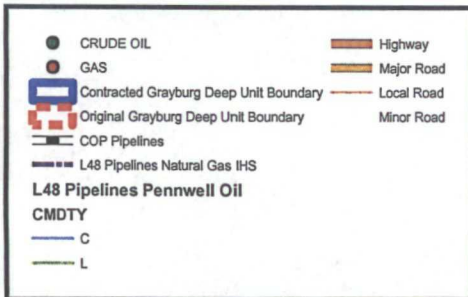 CRUDE OIL
GAS
Contracted Grayburg Deep Unit Boundary
Original Grayburg Deep Unit Boundary
COP Pipelines
L48 Pipelines Natural Gas IHS
L48 Pipelines Pennwell Oil
CMDTY
C
L
Highway
Major Road
Local Road
Minor Road